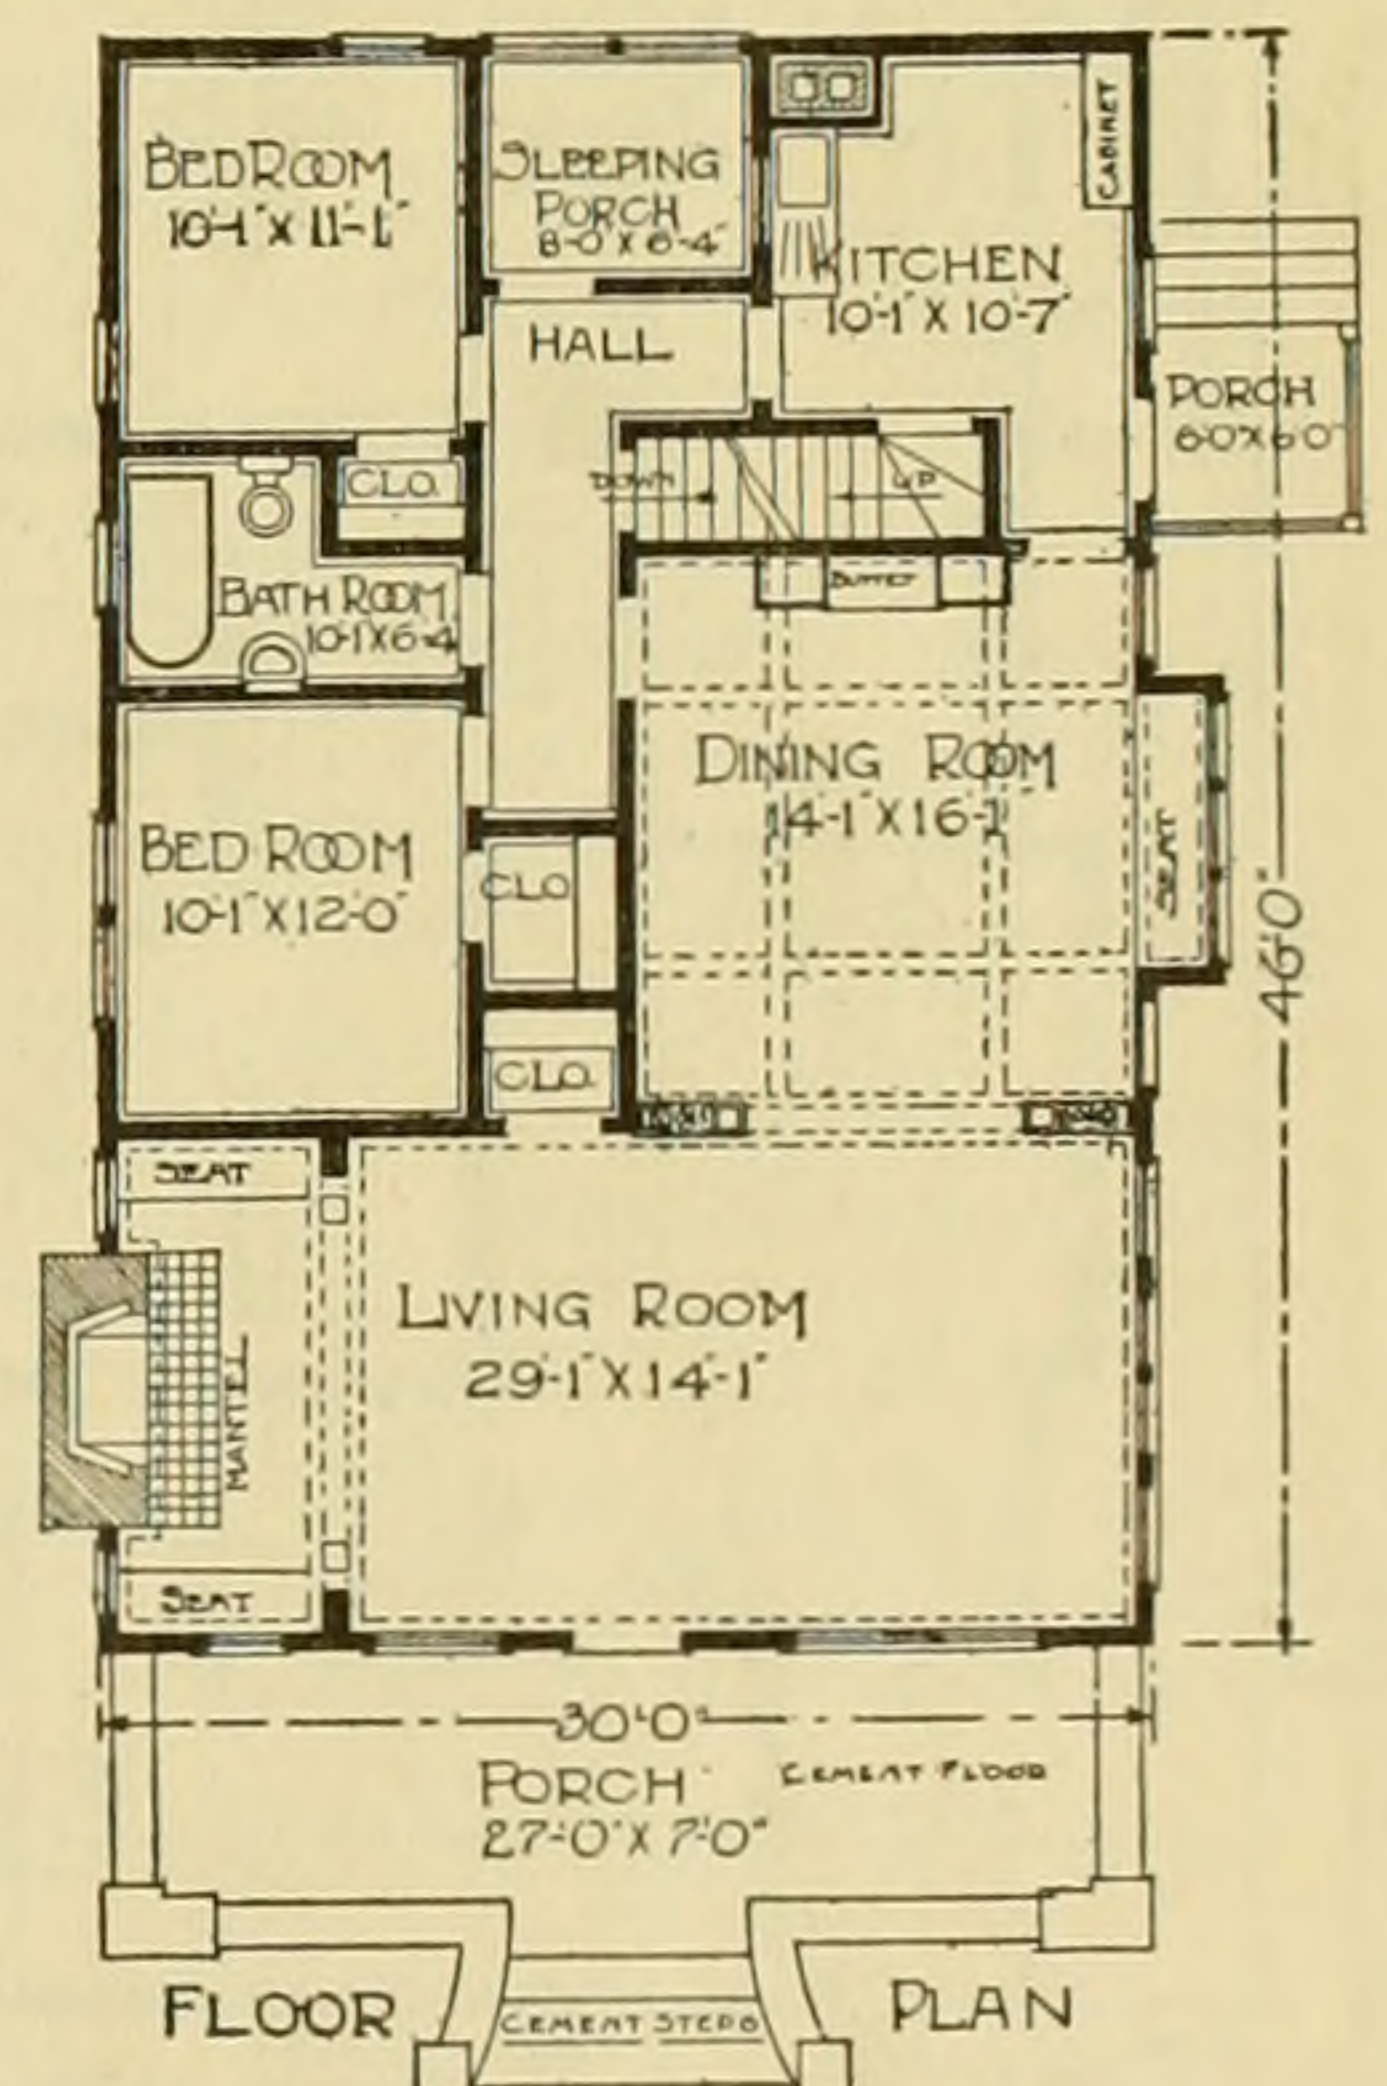 BED ROOM
10'-1" X 11'-1"
SLEEPING
PORCH
8-0 X 6-4"
CABINET
KITCHEN
10'-1" X 10'-7"
HALL
PORCH
6-0 X 6-0
CLO.
DOWN
UP
BUFFET
BATH ROOM
10-1 X 6-4
DINING ROOM
14'-1" X 16'-1"
SEAT
BED ROOM
10'-1" X 12'-0"
CLO
CLO.
46'0"
SEAT
LIVING ROOM
29'-1" X 14'-1"
MANTEL
SEAT
30'0"
PORCH
CEMENT FLOOR
27'-0" X 7'-0"
FLOOR PLAN
CEMENT STEPS